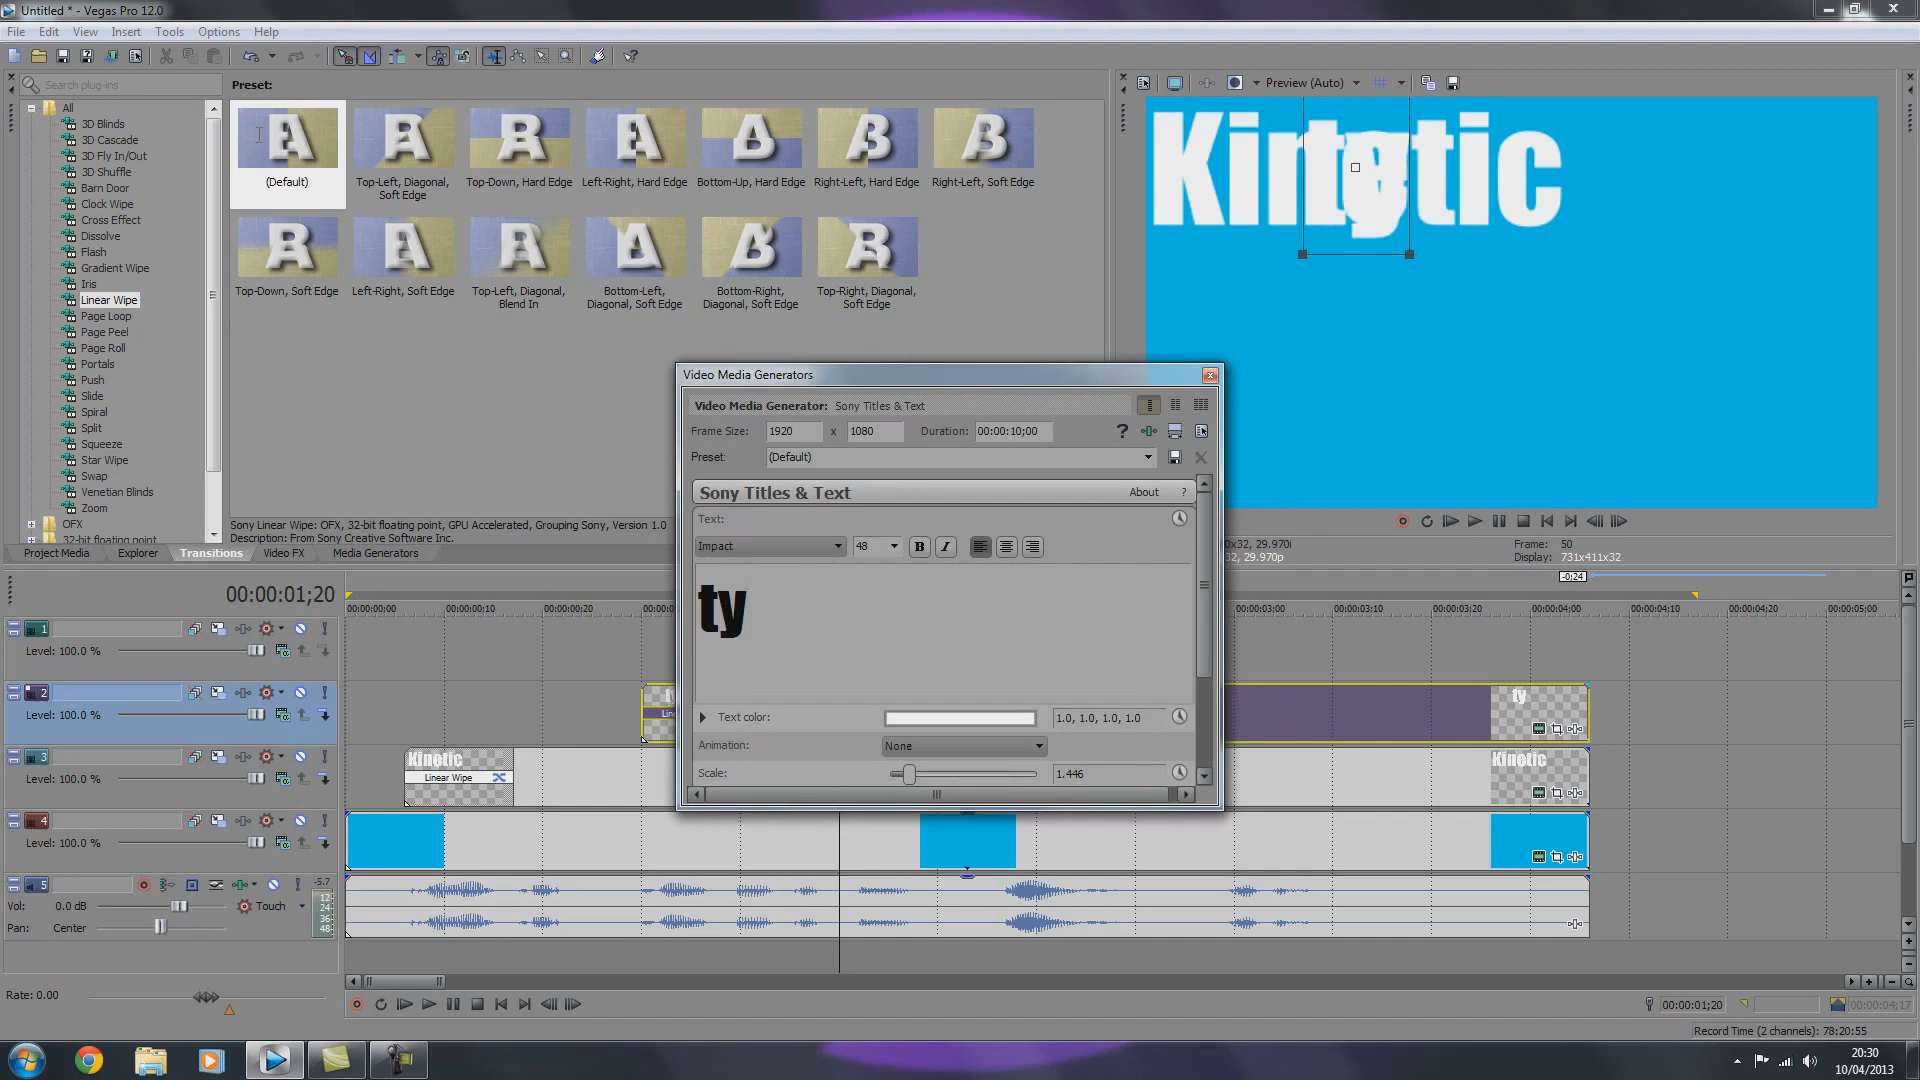 Untitled * - Vegas Pro 12.0
File Edit View Insert Tools Options Help
Search plug-ins
Preset:
Preview (Auto)
All
3D Blinds
3D Cascade
3D Fly In/Out
3D Shuffle
Barn Door
Clock Wipe
Cross Effect
Dissolve
Flash
Gradient Wipe
Iris
Linear Wipe
Page Loop
Page Peel
Page Roll
Portals
Push
Slide
Spiral
Split
Squeeze
Star Wipe
Swap
Venetian Blinds
Zoom
OFX
32-bit floating point
(Default)
Top-Left, Diagonal, Soft Edge
Top-Down, Hard Edge
Left-Right, Hard Edge
Bottom-Up, Hard Edge
Right-Left, Hard Edge
Right-Left, Soft Edge
Top-Down, Soft Edge
Left-Right, Soft Edge
Top-Left, Diagonal, Blend In
Bottom-Left, Diagonal, Soft Edge
Bottom-Right, Diagonal, Soft Edge
Top-Right, Diagonal, Soft Edge
Sony Linear Wipe: OFX, 32-bit floating point, GPU Accelerated, Grouping Sony, Version 1.0
Description: From Sony Creative Software Inc.
Project Media Explorer Transitions Video FX Media Generators
Kinetic
ty
0x32, 29.970i
32, 29.970p
Frame: 50
Display: 731x411x32
Video Media Generators
Video Media Generator: Sony Titles & Text
Frame Size: 1920 x 1080 Duration: 00:00:10;00
Preset: (Default)
Sony Titles & Text About ?
Text:
Impact 48 B I
ty
Text color: 1.0, 1.0, 1.0, 1.0
Animation: None
Scale: 1.446
00:00:01;20
-0:24
00:00:00;00 00:00:00;10 00:00:00;20 00:00:0 00:00:03;00 00:00:03;10 00:00:03;20 00:00:04;00 00:00:04;10 00:00:04;20 00:00:05;00
1
Level: 100.0 %
2
Level: 100.0 %
ty
Lin
ty
3
Level: 100.0 %
Kinetic
Linear Wipe
Kinetic
4
Level: 100.0 %
5
-5.7
12
24
36
48
Vol: 0.0 dB Touch
Pan: Center
Rate: 0.00
00:00:01;20 00:00:04;17
Record Time (2 channels): 78:20:55
20:30
10/04/2013